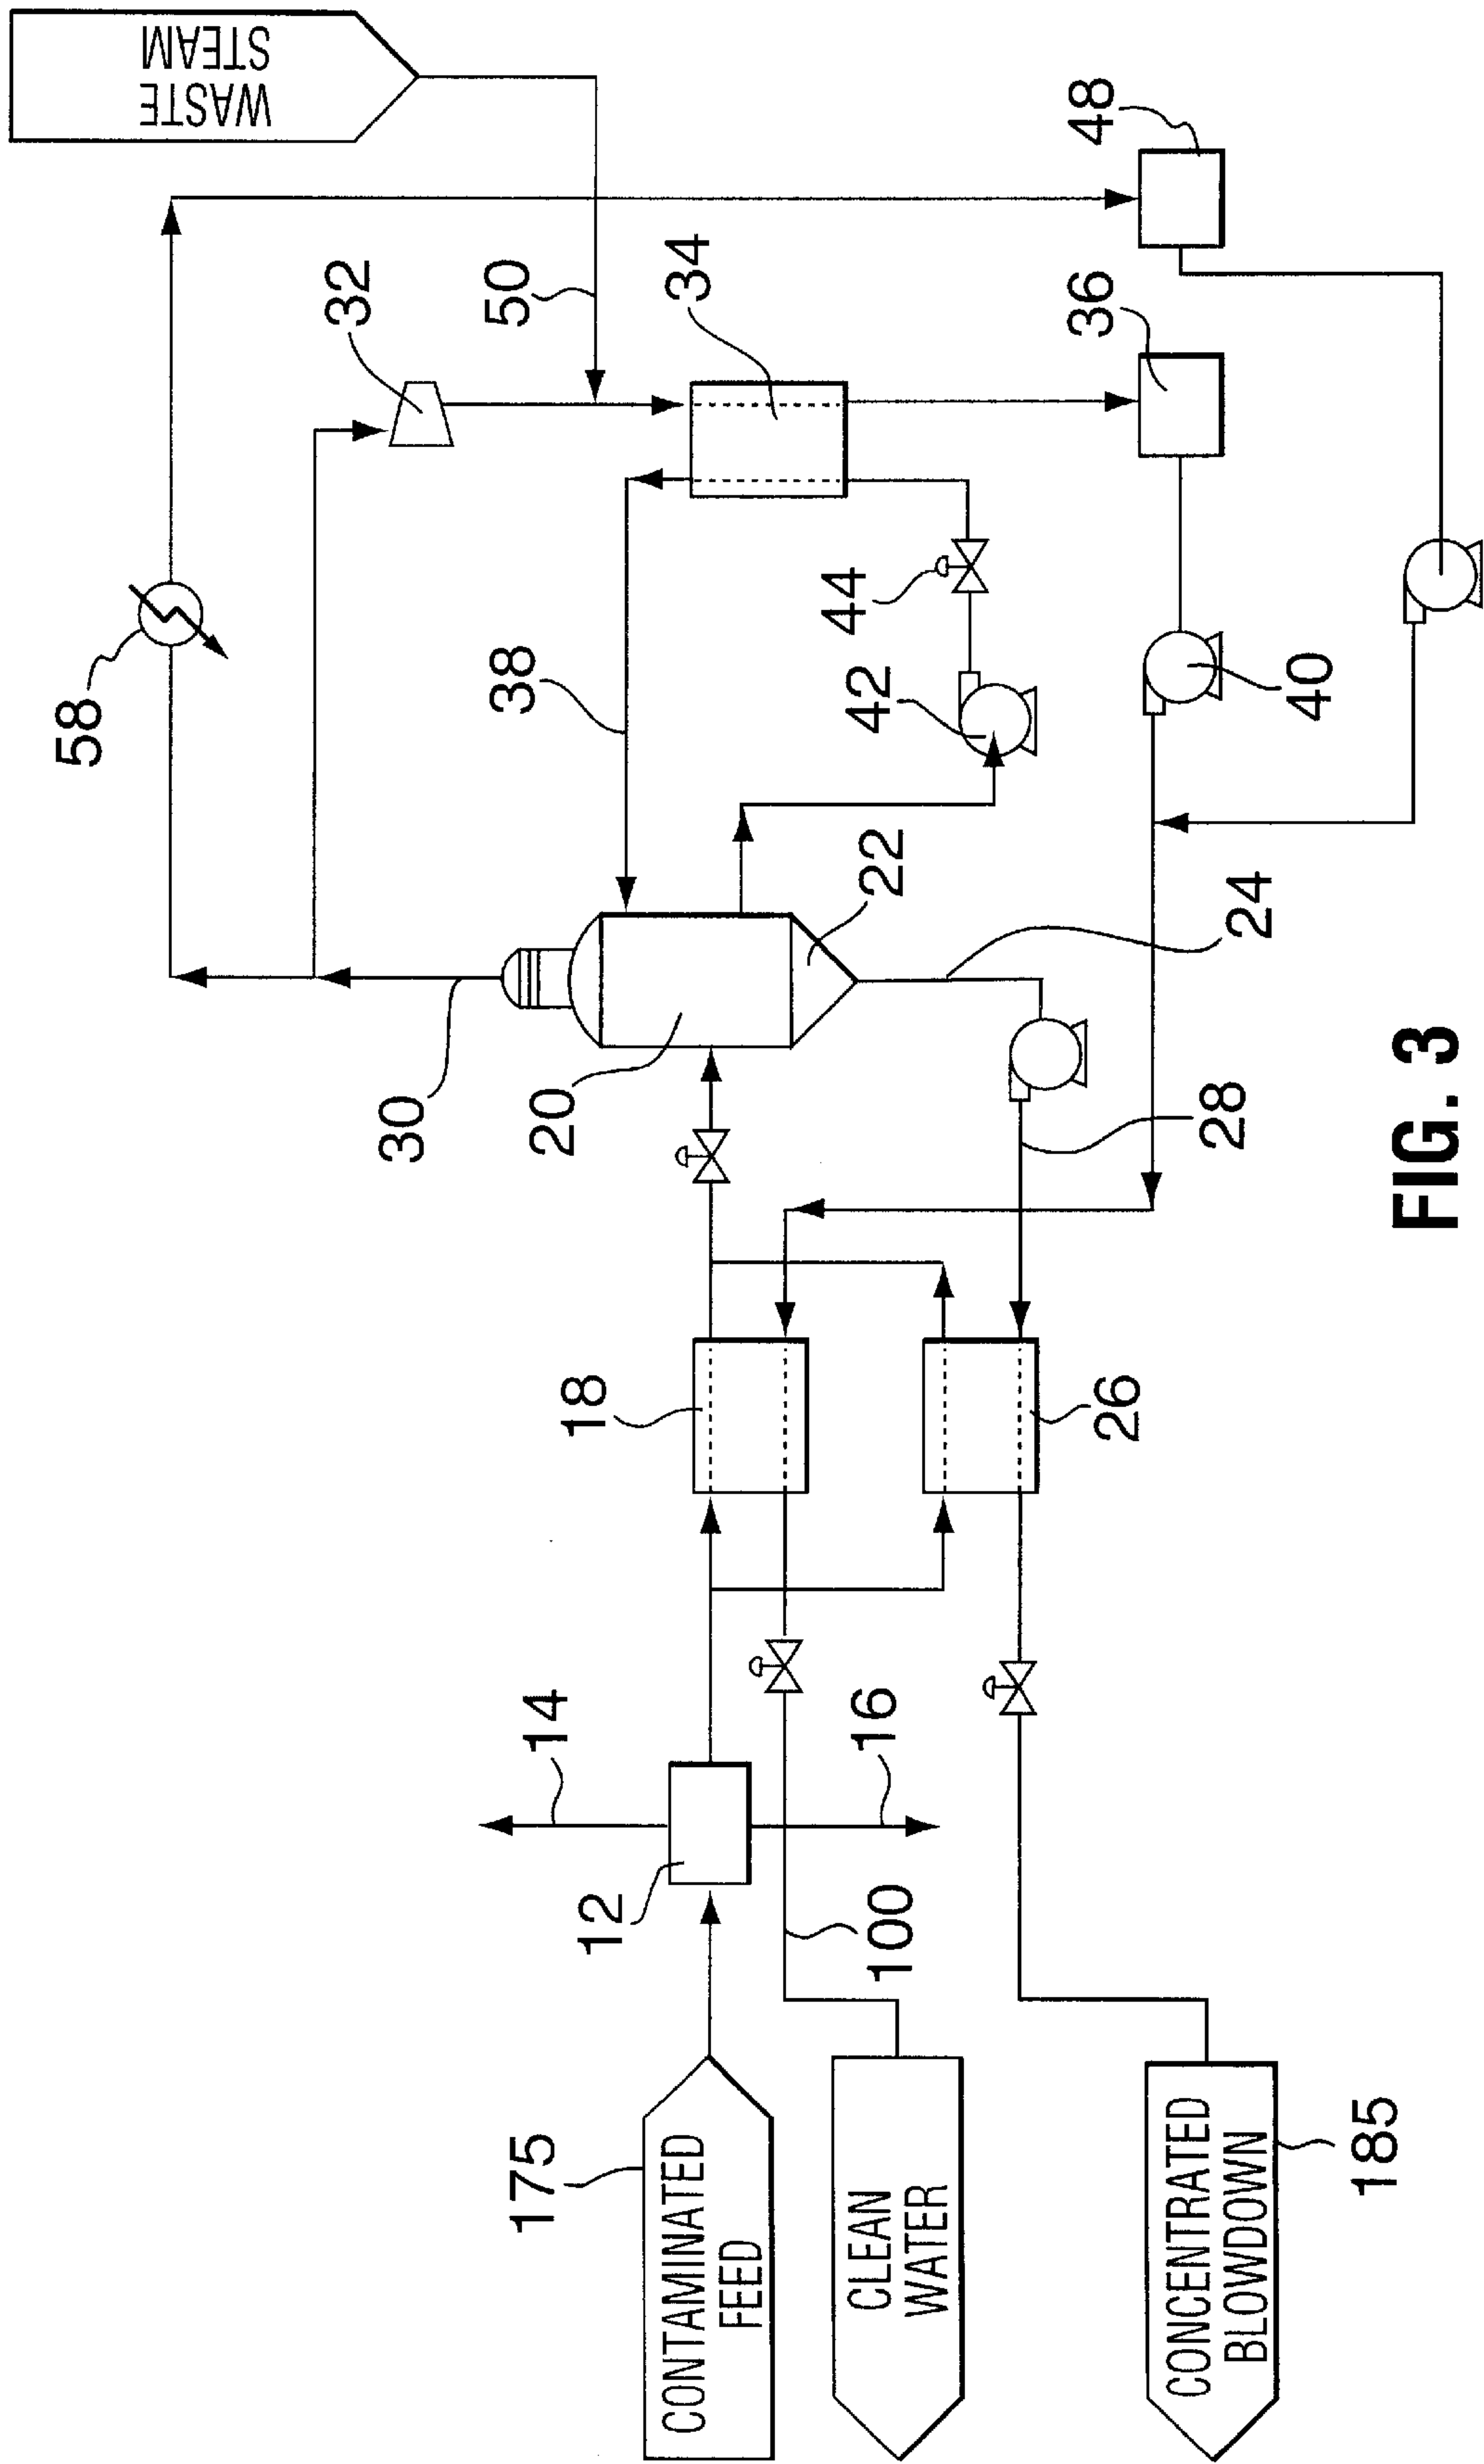 WASTE
STEAM
58
32
50
34
48
38
44
36
42
30
20
22
40
24
28
18
26
14
12
16
100
175
CONTAMINATED
FEED
CLEAN
WATER
CONCENTRATED
BLOWDOWN
185
FIG. 3